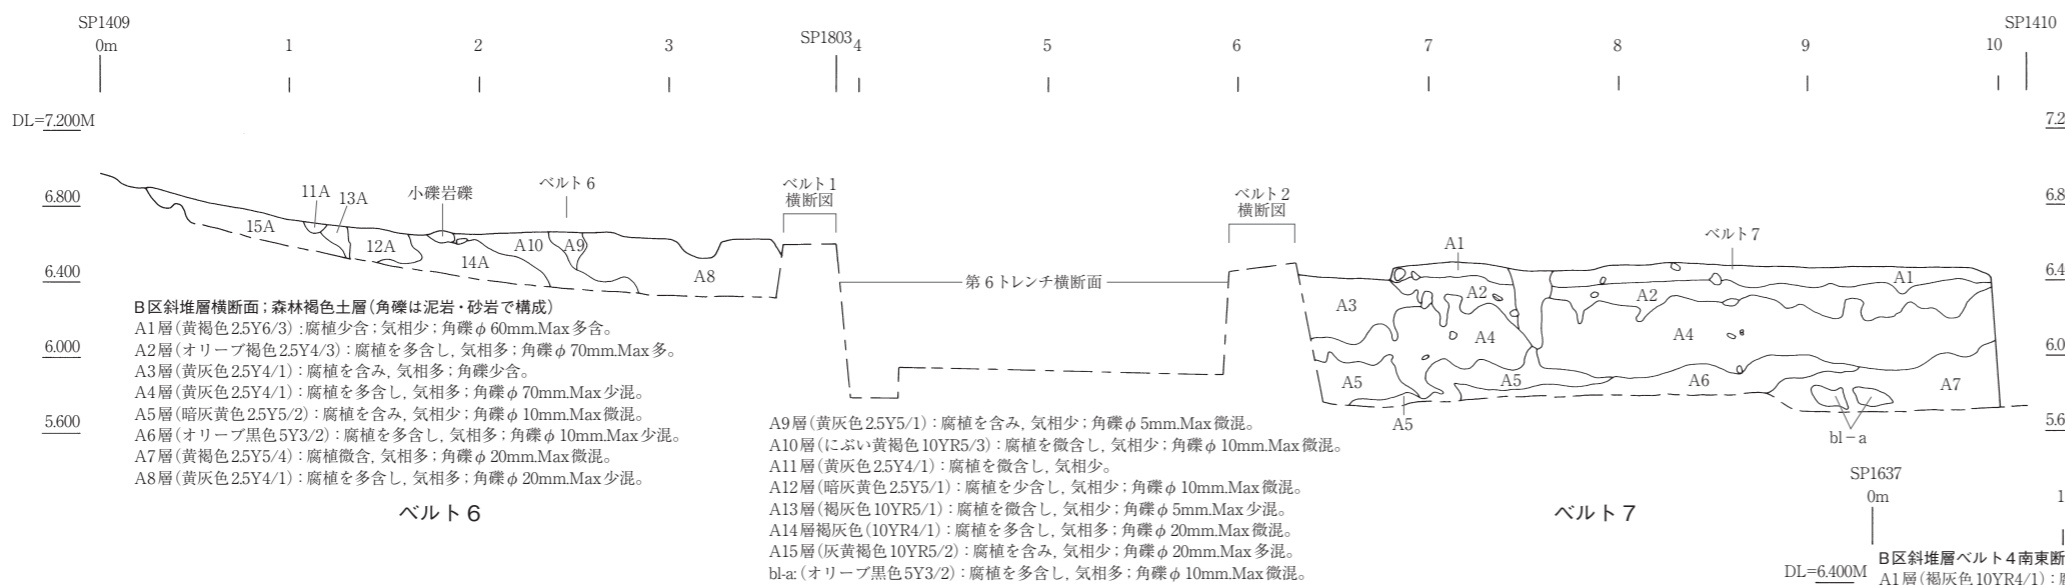 SP1409
SP1803
SP1410
0m 1 2 3 4 5 6 7 8 9 10
DL=7.200M
7.2
6.800
6.8
6.400
6.4
6.000
6.0
5.600
5.6
11A
13A
小礫岩礫
ベルト6
ベルト1
横断図
ベルト2
横断図
15A
12A
A10
A9
14A
A8
第6トレンチ横断面
A1
ベルト7
A1
A2
A2
A3
A4
A4
A5
A5
A6
A7
A5
bl-a
B区斜堆層横断面;森林褐色土層(角礫は泥岩・砂岩で構成)
A1層(黄褐色2.5Y6/3):腐植少含;気相少;角礫φ60mm.Max多含。
A2層(オリーブ褐色2.5Y4/3):腐植を多含し,気相多;角礫φ70mm.Max多。
A3層(黄灰色2.5Y4/1):腐植を含み,気相多;角礫少含。
A4層(黄灰色2.5Y4/1):腐植を多含し,気相多;角礫φ70mm.Max少混。
A5層(暗灰黄色2.5Y5/2):腐植を含み,気相少;角礫φ10mm.Max微混。
A6層(オリーブ黒色5Y3/2):腐植を多含し,気相多;角礫φ10mm.Max少混。
A7層(黄褐色2.5Y5/4):腐植微含,気相多;角礫φ20mm.Max微混。
A8層(黄灰色2.5Y4/1):腐植を多含し,気相多;角礫φ20mm.Max少混。
ベルト6
A9層(黄灰色2.5Y5/1):腐植を含み,気相少;角礫φ5mm.Max微混。
A10層(にぶい黄褐色10YR5/3):腐植を微含し,気相少;角礫φ10mm.Max微混。
A11層(黄灰色2.5Y4/1):腐植を微含し,気相少。
A12層(暗灰黄色2.5Y5/1):腐植を少含し,気相少;角礫φ10mm.Max微混。
A13層(褐灰色10YR5/1):腐植を微含し,気相少;角礫φ5mm.Max少混。
A14層褐灰色(10YR4/1):腐植を多含し,気相多;角礫φ20mm.Max微混。
A15層(灰黄褐色10YR5/2):腐植を含み,気相少;角礫φ20mm.Max多混。
bl-a:(オリーブ黒色5Y3/2):腐植を多含し,気相多;角礫φ10mm.Max微混。
ベルト7
SP1637
0m 1
B区斜堆層ベルト4南東断
DL=6.400M
A1層(褐灰色10YR4/1):